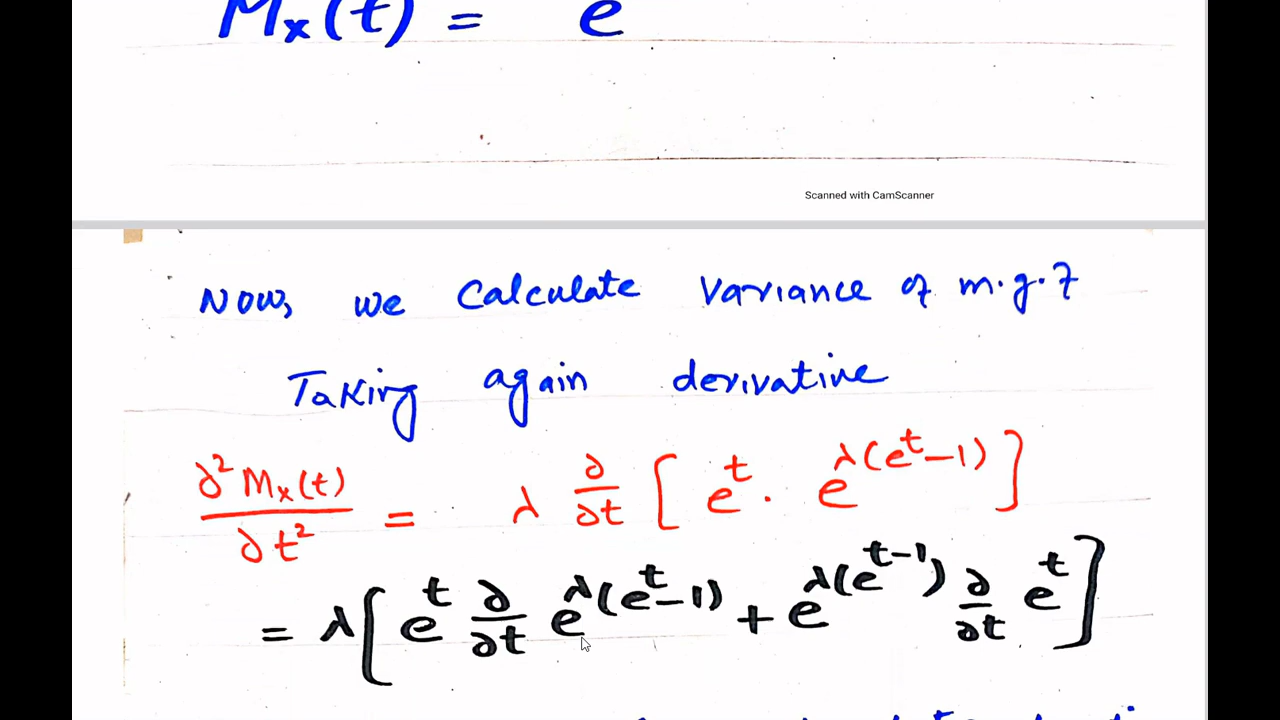 Mx(t) = e
Scanned with CamScanner
Now, we calculate variance of m.g.f
Taking again derivative
∂²Mx(t)/∂t² = λ ∂/∂t [e^t · e^λ(e^t-1)]
= λ[e^t ∂/∂t e^λ(e^t-1) + e^λ(e^t-1) ∂/∂t e^t]